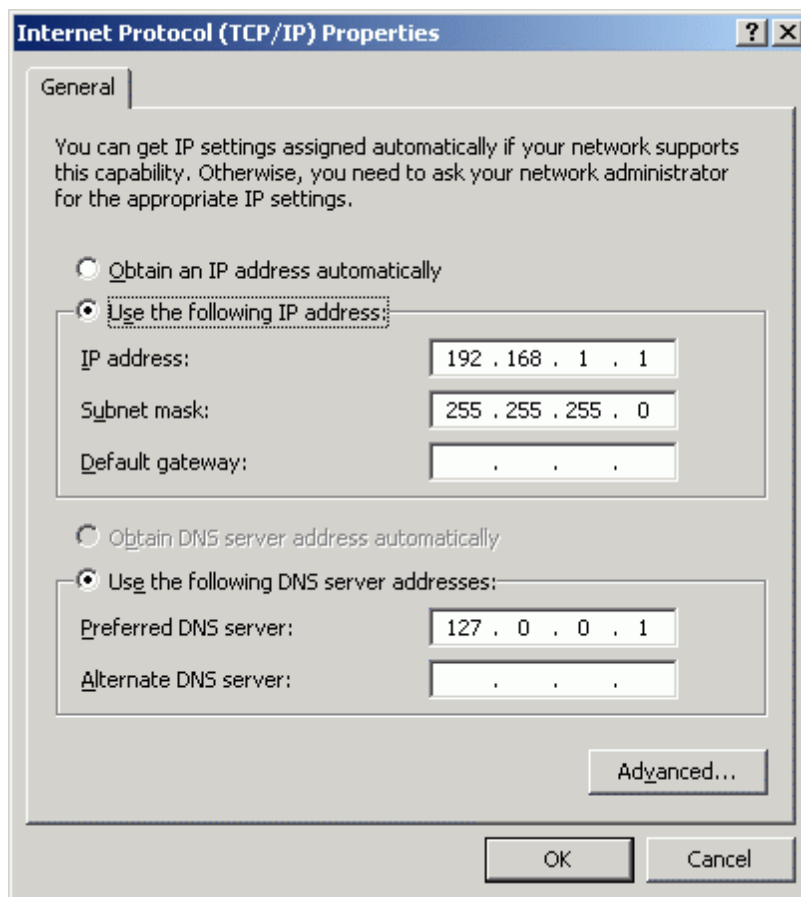 Internet Protocol (TCP/IP) Properties
General
You can get IP settings assigned automatically if your network supports
this capability. Otherwise, you need to ask your network administrator
for the appropriate IP settings.
Obtain an IP address automatically
Use the following IP address:
IP address: 192 . 168 . 1 . 1
Subnet mask: 255 . 255 . 255 . 0
Default gateway: . . .
Obtain DNS server address automatically
Use the following DNS server addresses:
Preferred DNS server: 127 . 0 . 0 . 1
Alternate DNS server: . . .
Advanced...
OK Cancel